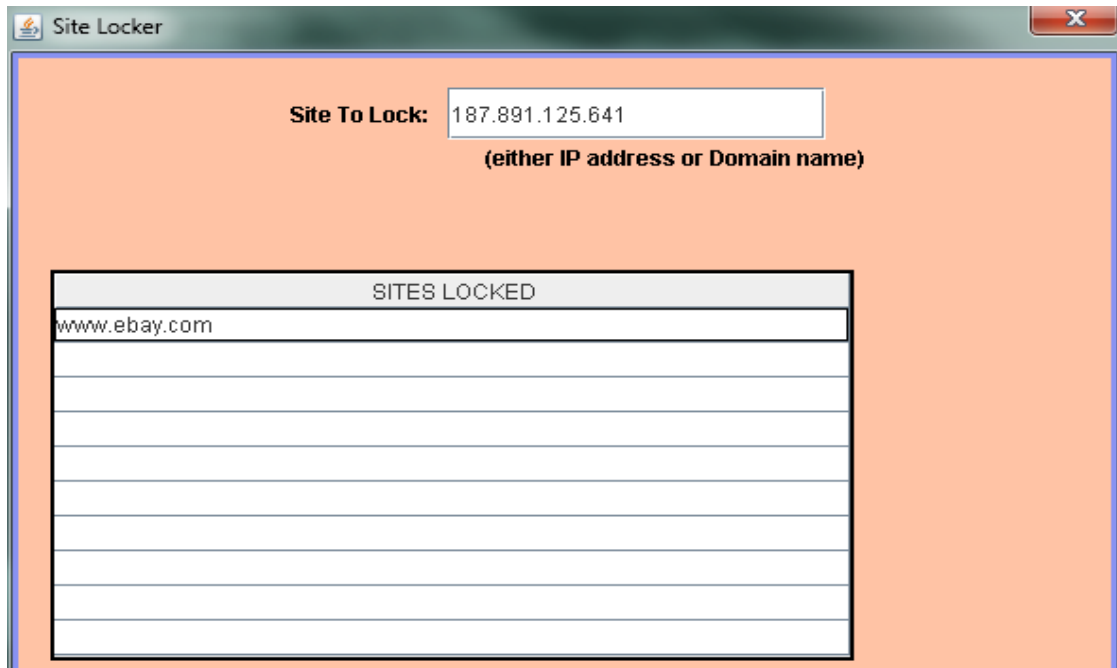 Site Locker
Site To Lock: 187.891.125.641
(either IP address or Domain name)
SITES LOCKED
www.ebay.com